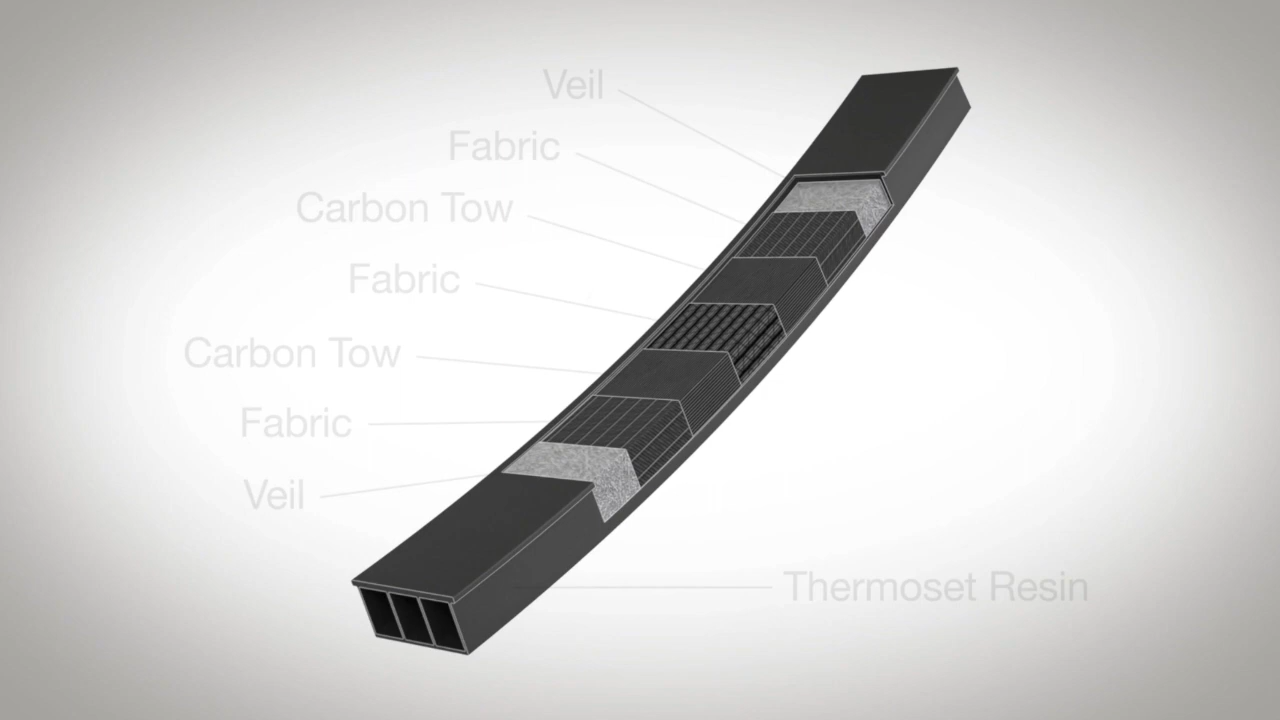 Veil
Fabric
Carbon Tow
Fabric
Carbon Tow
Fabric
Veil
Thermoset Resin